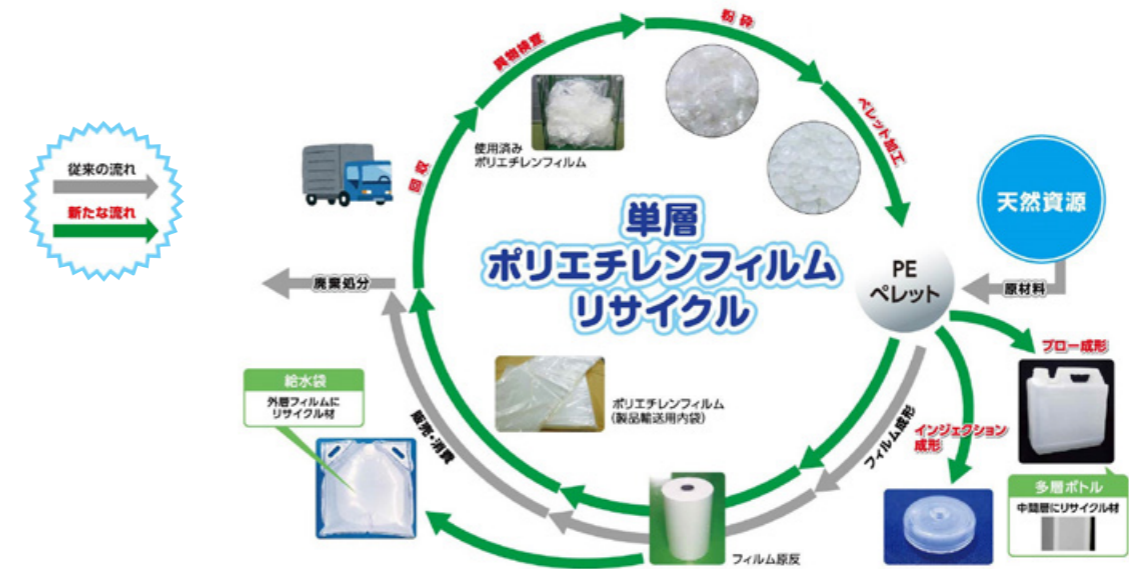 従来の流れ
新たな流れ
異物検査
粉砕
ペレット加工
回収
使用済み
ポリエチレンフィルム
天然資源
単層
ポリエチレンフィルム
リサイクル
PE
ペレット
原材料
廃棄処分
ブロー成形
給水袋
外層フィルムに
リサイクル材
ポリエチレンフィルム
(製品輸送用内袋)
販売・消費
フィルム成形
インジェクション
成形
多層ボトル
中間層にリサイクル材
フィルム原反